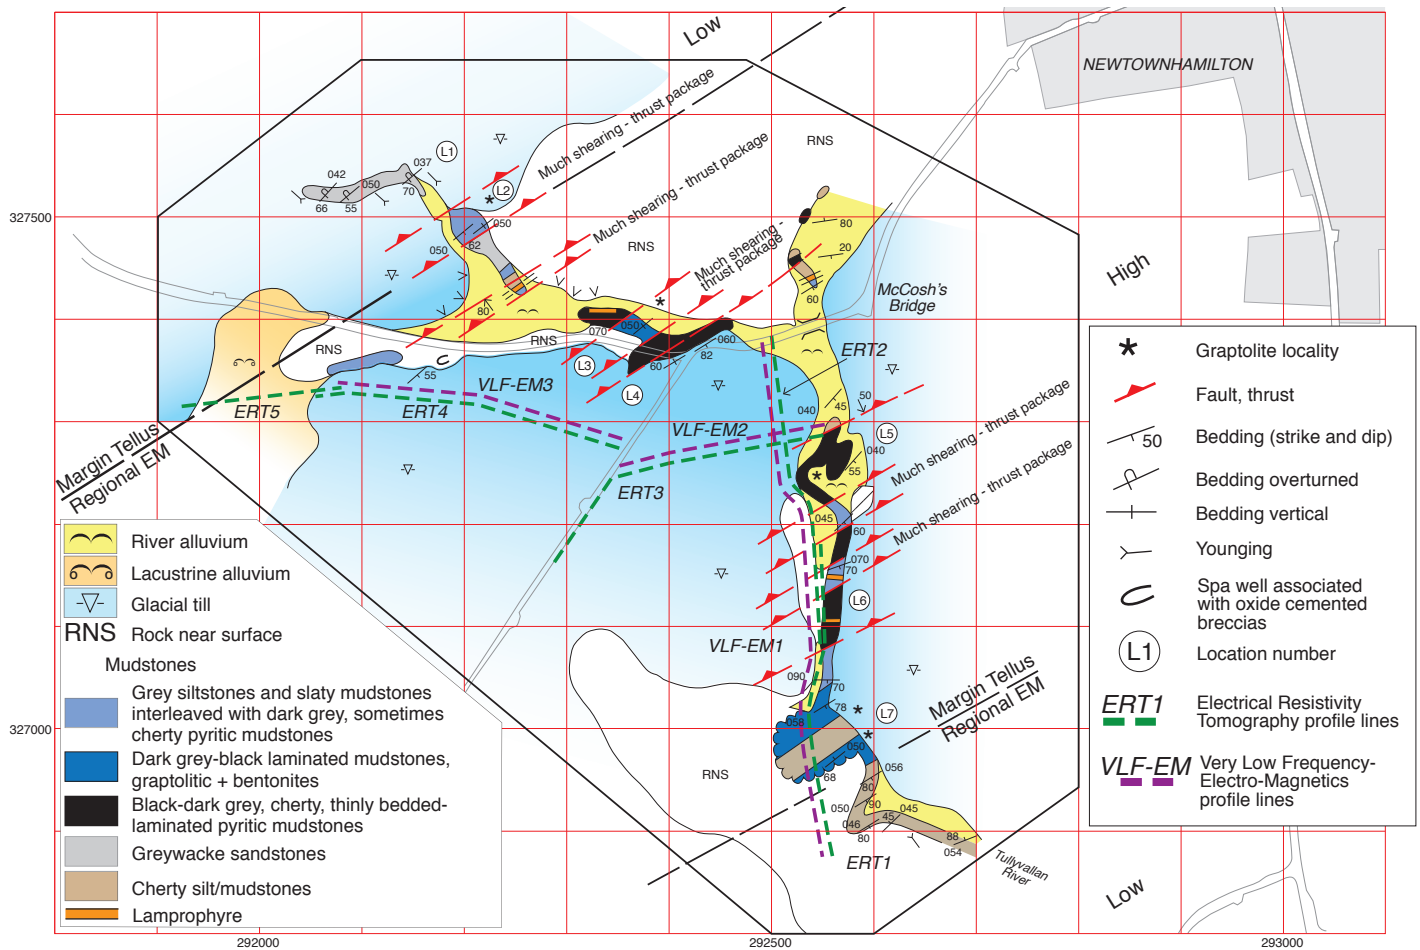 Low
NEWTOWNHAMILTON
Much shearing - thrust package
Much shearing - thrust package
Much shearing -
thrust package
RNS
RNS
RNS
RNS
RNS
High
L1
L2
042
050
037
66
55
70
050
62
050
80
327500
80
20
60
McCosh's
Bridge
070
050
060
82
60
L3
L4
55
ERT2
VLF-EM3
ERT5
ERT4
VLF-EM2
ERT3
040
45
50
L5
040
55
Much shearing - thrust package
Much shearing - thrust package
045
60
070
70
L6
VLF-EM1
090
70
78
L7
058
050
68
056
80
90
050
045
45
046
80
88
054
ERT1
Tullyvallan
River
Low
Margin Tellus
Regional EM
Margin Tellus
Regional EM
327000
292000
292500
293000
River alluvium
Lacustrine alluvium
Glacial till
RNS Rock near surface
Mudstones
Grey siltstones and slaty mudstones
interleaved with dark grey, sometimes
cherty pyritic mudstones
Dark grey-black laminated mudstones,
graptolitic + bentonites
Black-dark grey, cherty, thinly bedded-
laminated pyritic mudstones
Greywacke sandstones
Cherty silt/mudstones
Lamprophyre
* Graptolite locality
Fault, thrust
50 Bedding (strike and dip)
Bedding overturned
Bedding vertical
Younging
Spa well associated
with oxide cemented
breccias
L1 Location number
ERT1 Electrical Resistivity
Tomography profile lines
VLF-EM Very Low Frequency-
Electro-Magnetics
profile lines